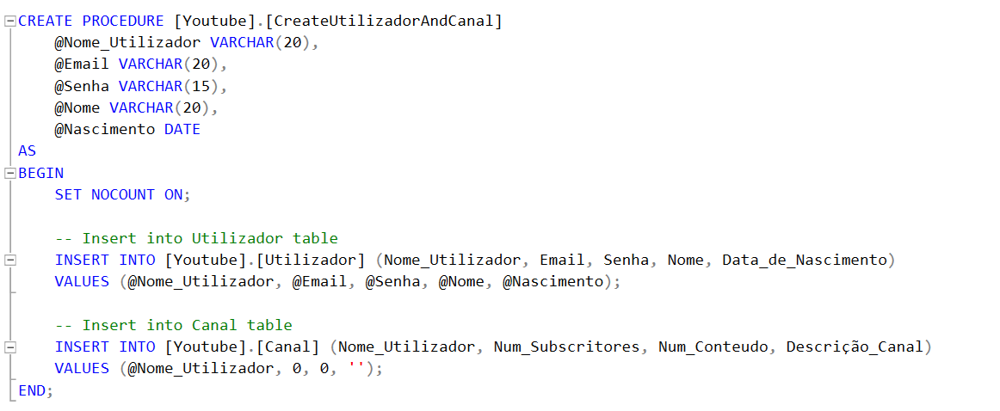 CREATE PROCEDURE [Youtube].[CreateUtilizadorAndCanal]
    @Nome_Utilizador VARCHAR(20),
    @Email VARCHAR(20),
    @Senha VARCHAR(15),
    @Nome VARCHAR(20),
    @Nascimento DATE
AS
BEGIN
    SET NOCOUNT ON;

    -- Insert into Utilizador table
    INSERT INTO [Youtube].[Utilizador] (Nome_Utilizador, Email, Senha, Nome, Data_de_Nascimento)
    VALUES (@Nome_Utilizador, @Email, @Senha, @Nome, @Nascimento);

    -- Insert into Canal table
    INSERT INTO [Youtube].[Canal] (Nome_Utilizador, Num_Subscritores, Num_Conteudo, Descrição_Canal)
    VALUES (@Nome_Utilizador, 0, 0, '');
END;